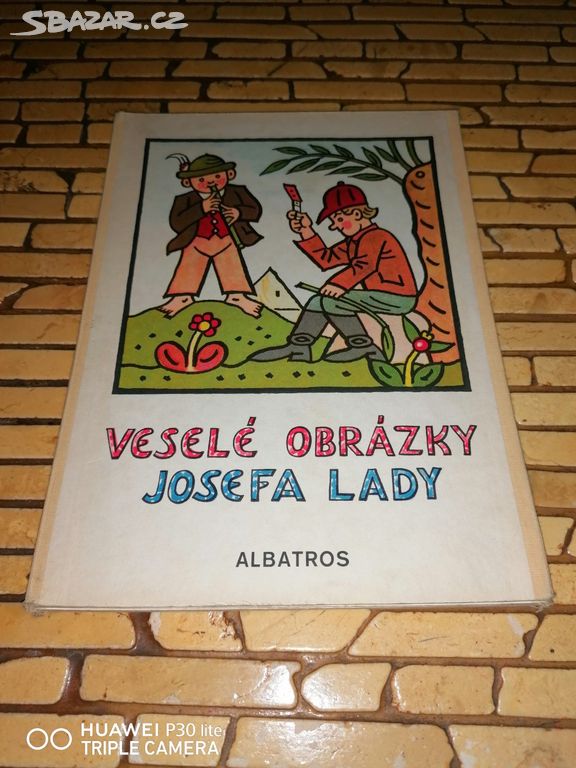 SBAZAR.CZ
VESELÉ OBRÁZKY
JOSEFA LADY
ALBATROS
HUAWEI P30 lite
TRIPLE CAMERA